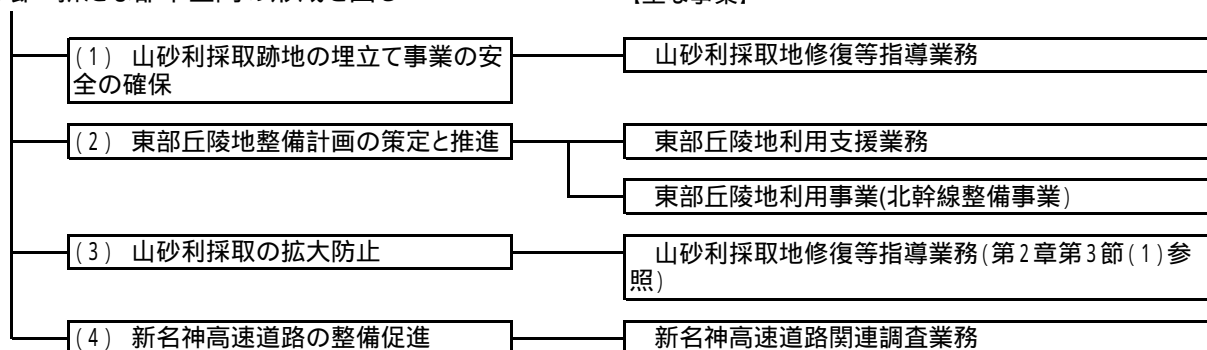 【主な事業】
(1) 山砂利採取跡地の埋立て事業の安
全の確保
山砂利採取地修復等指導業務
(2) 東部丘陵地整備計画の策定と推進
東部丘陵地利用支援業務
東部丘陵地利用事業(北幹線整備事業)
(3) 山砂利採取の拡大防止
山砂利採取地修復等指導業務(第2章第3節(1)参
照)
(4) 新名神高速道路の整備促進
新名神高速道路関連調査業務